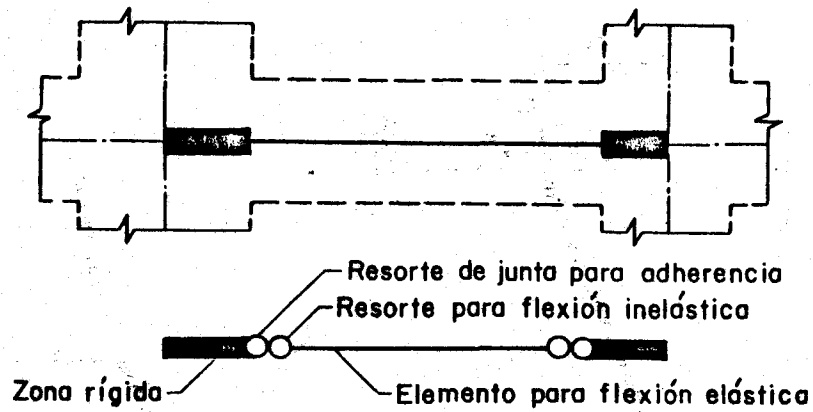 Resorte de junta para adherencia
Resorte para flexión inelástica
Zona rígida
Elemento para flexión elástica